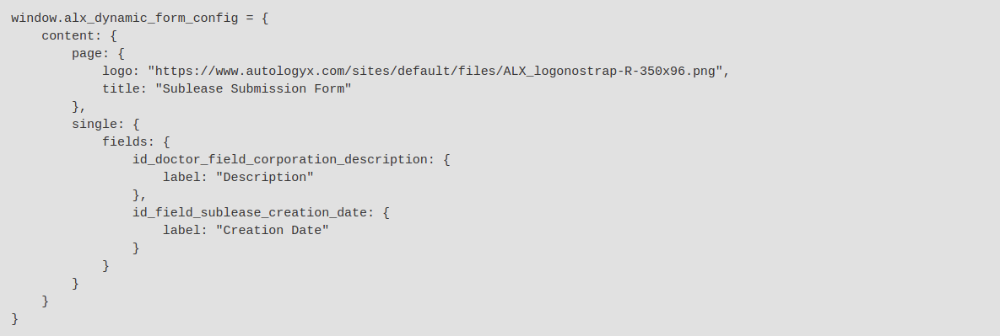 window.alx_dynamic_form_config = {
    content: {
        page: {
            logo: "https://www.autologyx.com/sites/default/files/ALX_logonostrap-R-350x96.png",
            title: "Sublease Submission Form"
        },
        single: {
            fields: {
                id_doctor_field_corporation_description: {
                    label: "Description"
                },
                id_field_sublease_creation_date: {
                    label: "Creation Date"
                }
            }
        }
    }
}